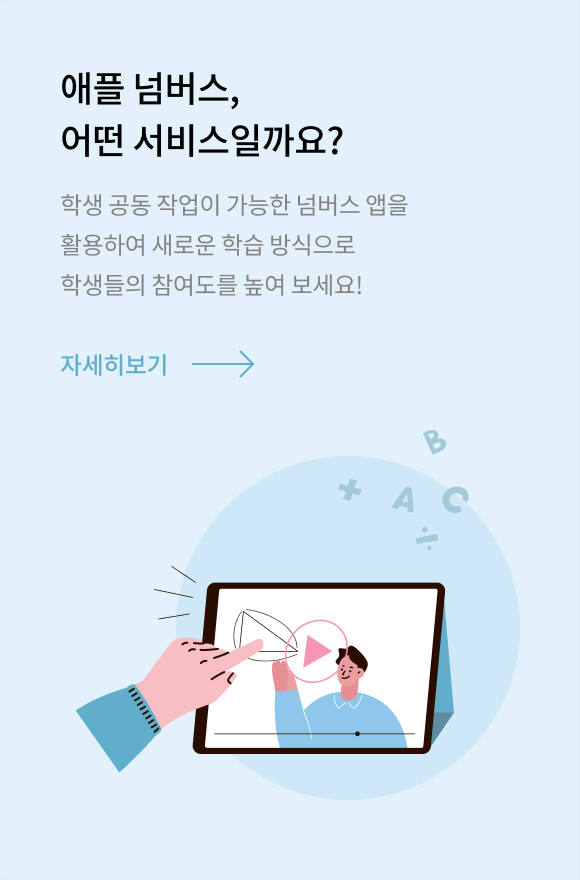 애플 넘버스,
어떤 서비스일까요?
학생 공동 작업이 가능한 넘버스 앱을
활용하여 새로운 학습 방식으로
학생들의 참여도를 높여 보세요!
자세히보기
B
+ A C
÷